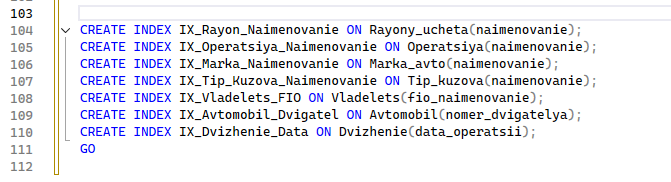 103
104 CREATE INDEX IX_Rayon_Naimenovanie ON Rayony_ucheta(naimenovanie);
105 CREATE INDEX IX_Operatsiya_Naimenovanie ON Operatsiya(naimenovanie);
106 CREATE INDEX IX_Marka_Naimenovanie ON Marka_avto(naimenovanie);
107 CREATE INDEX IX_Tip_Kuzova_Naimenovanie ON Tip_kuzova(naimenovanie);
108 CREATE INDEX IX_Vladelets_FIO ON Vladelets(fio_naimenovanie);
109 CREATE INDEX IX_Avtomobil_Dvigatel ON Avtomobil(nomer_dvigatelya);
110 CREATE INDEX IX_Dvizhenie_Data ON Dvizhenie(data_operatsii);
111 GO
112